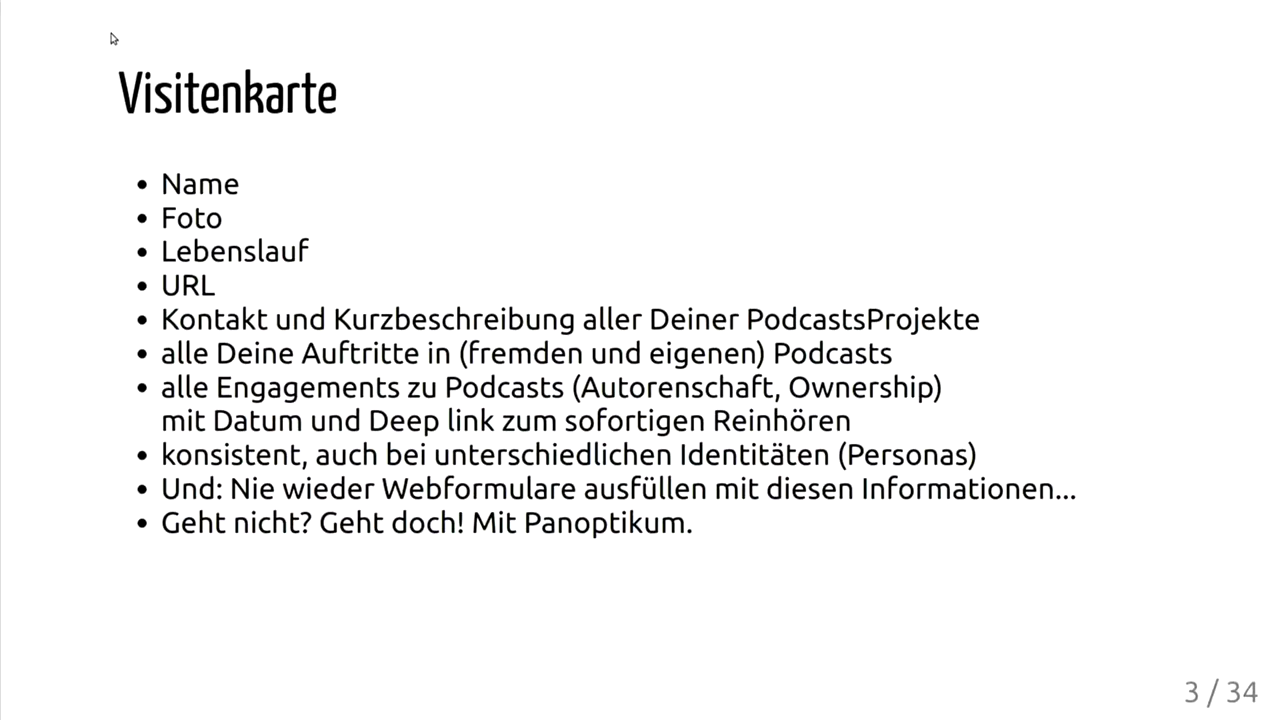 Visitenkarte
• Name
• Foto
• Lebenslauf
• URL
• Kontakt und Kurzbeschreibung aller Deiner PodcastsProjekte
• alle Deine Auftritte in (fremden und eigenen) Podcasts
• alle Engagements zu Podcasts (Autorenschaft, Ownership)
mit Datum und Deep link zum sofortigen Reinhören
• konsistent, auch bei unterschiedlichen Identitäten (Personas)
• Und: Nie wieder Webformulare ausfüllen mit diesen Informationen...
• Geht nicht? Geht doch! Mit Panoptikum.
3 / 34